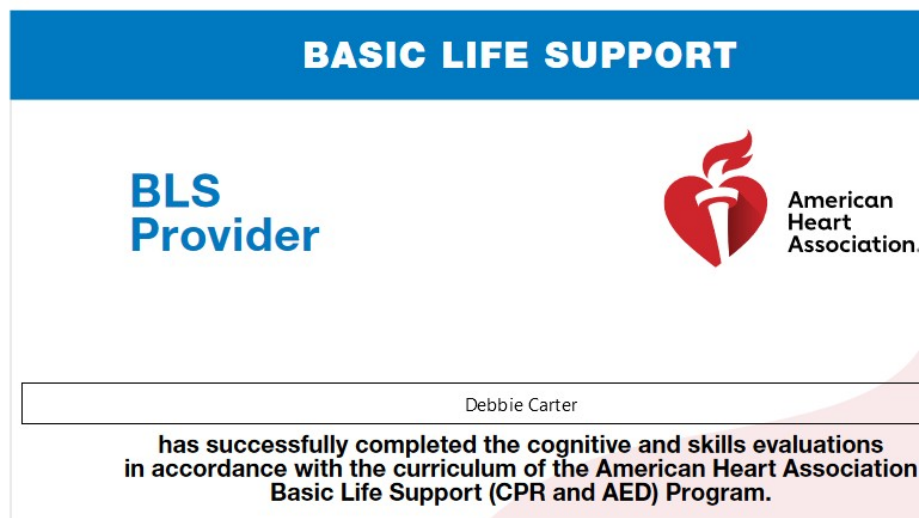 BASIC LIFE SUPPORT
BLS
Provider
American
Heart
Association.
Debbie Carter
has successfully completed the cognitive and skills evaluations
in accordance with the curriculum of the American Heart Association
Basic Life Support (CPR and AED) Program.